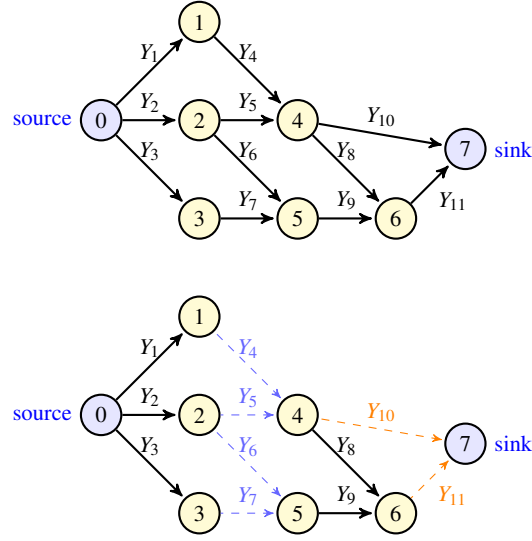 1
Y1 Y4
Y2 Y5 Y10
source 0 2 4
Y3 Y6 Y8 7 sink
Y7 Y9 Y11
3 5 6
1
Y1 Y4
Y2 Y5 Y10
source 0 2 4
Y3 Y6 Y8 7 sink
Y7 Y9 Y11
3 5 6